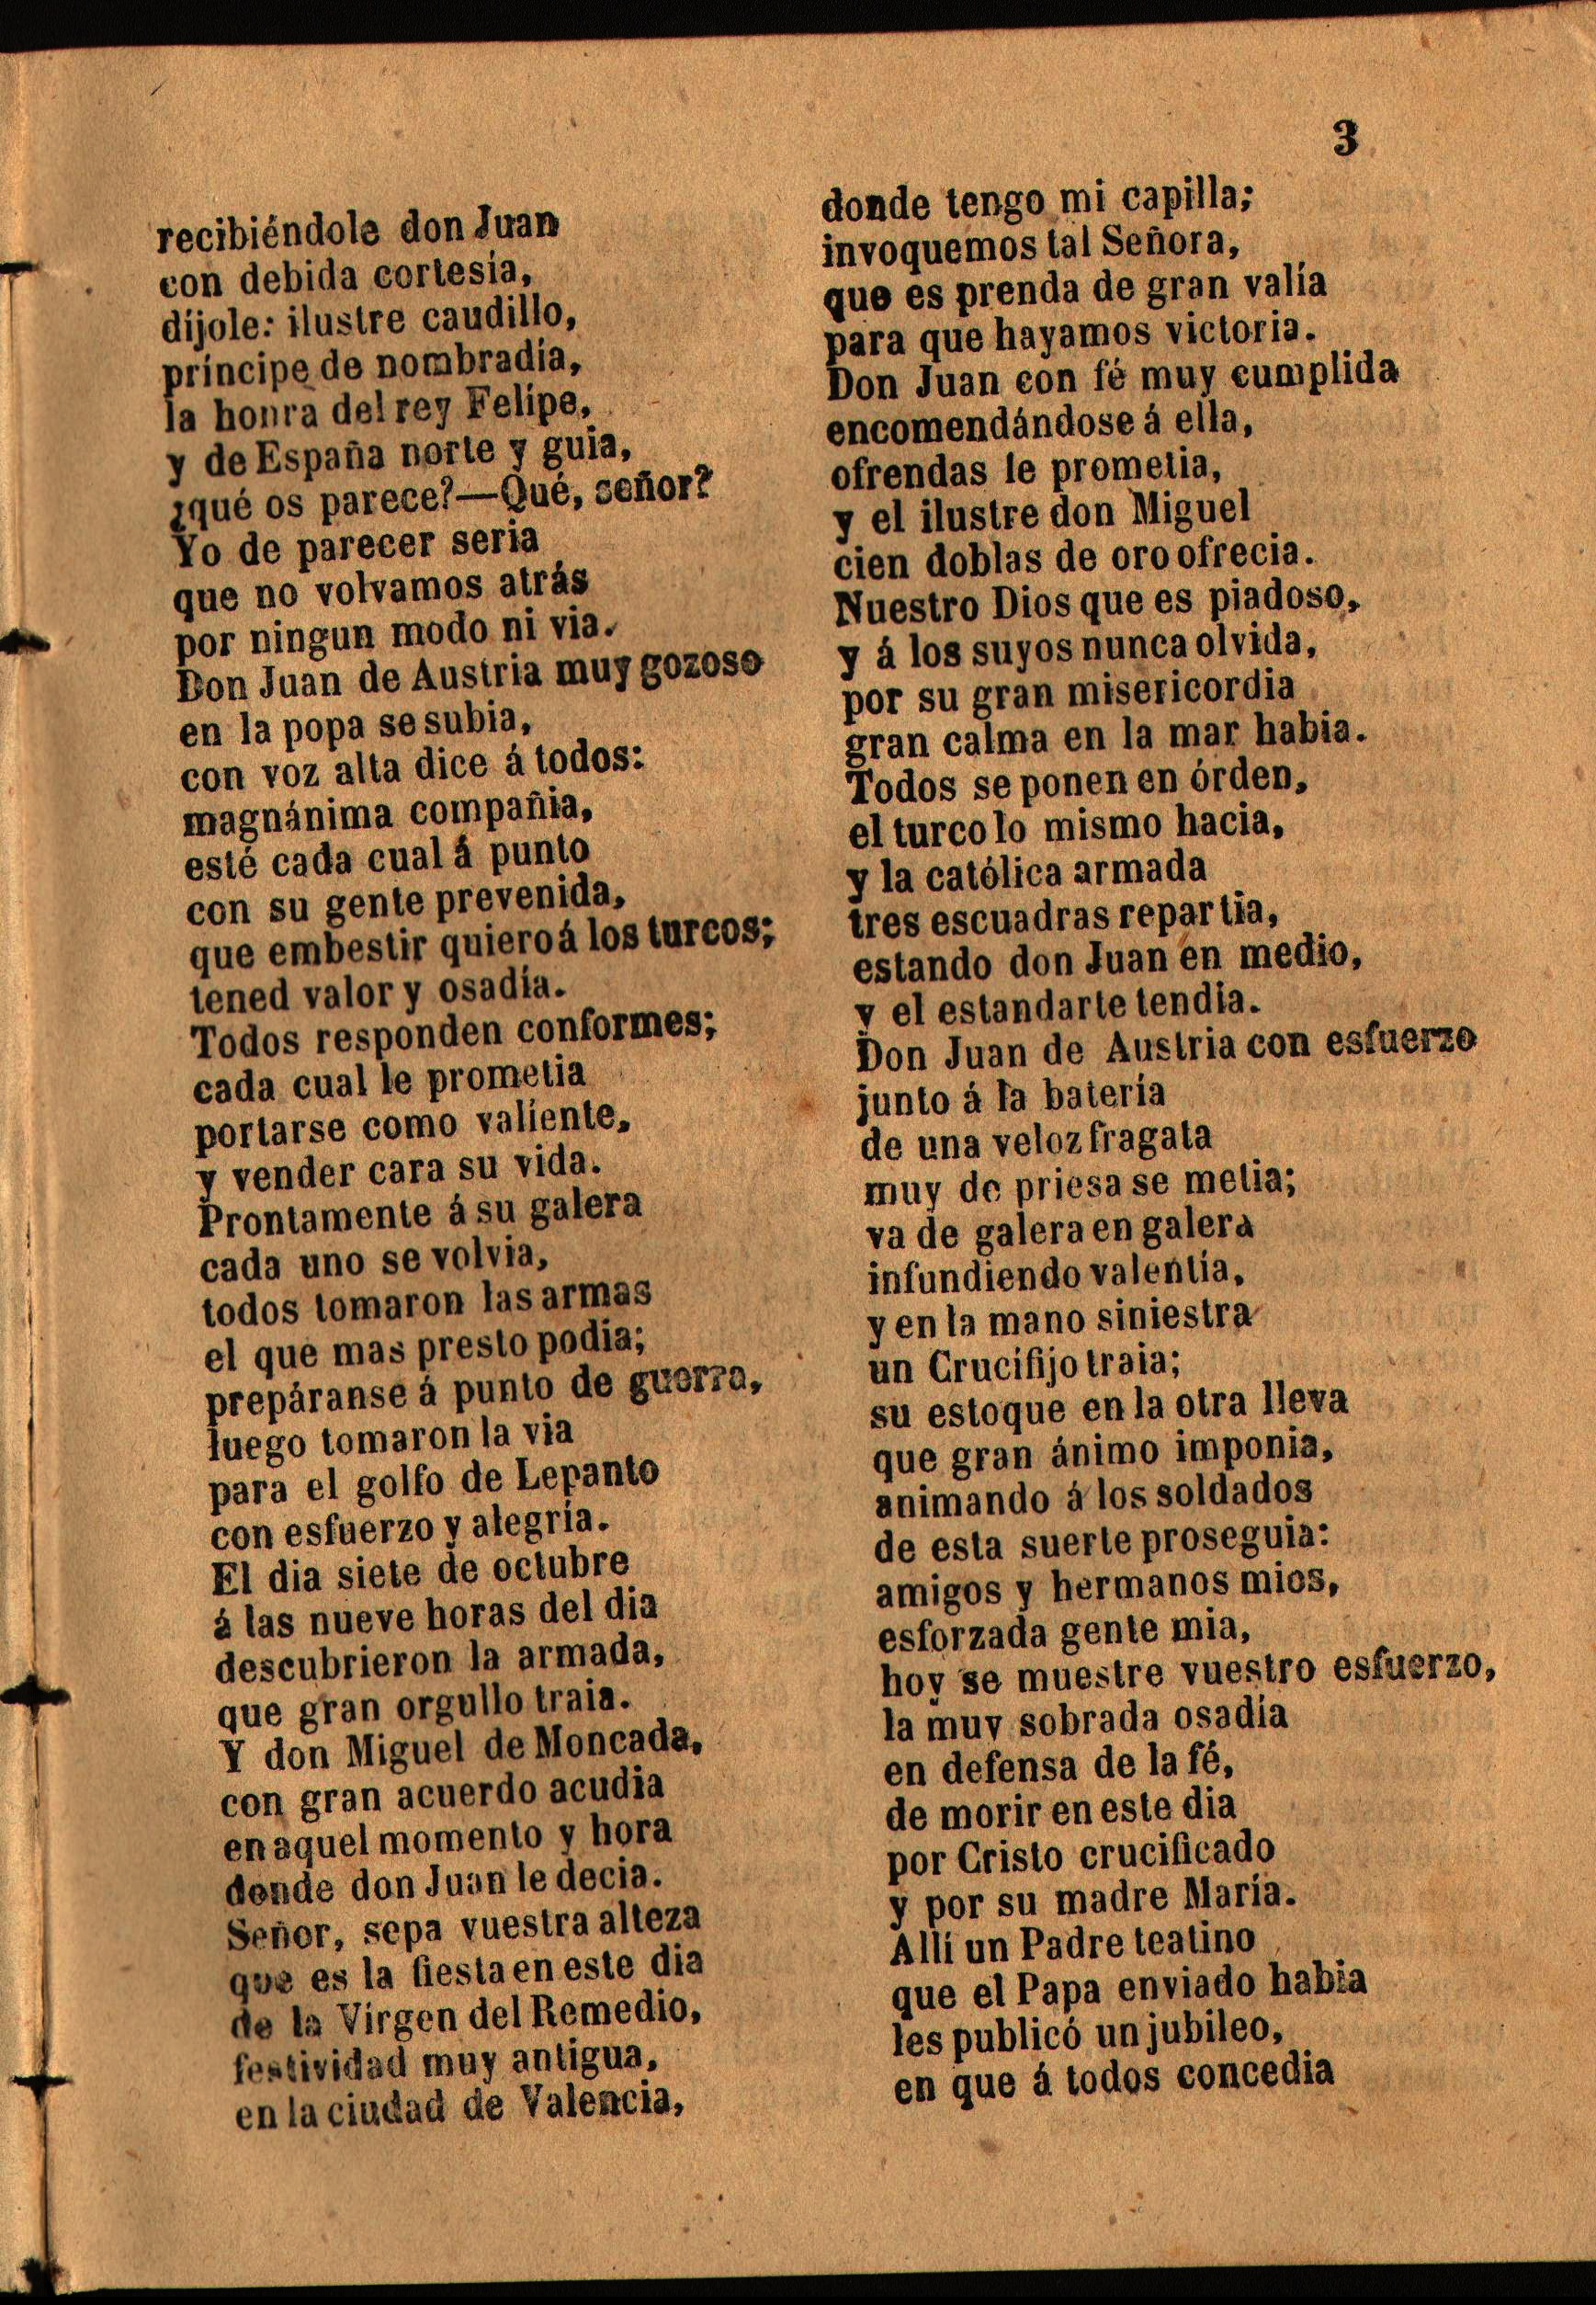 3
recibiéndole don Juan
con debida cortesía,
díjole: ilustre caudillo,
príncipe de nombradía,
la honra del rey Felipe,
y de España norte y guia,
¿qué os parece?—Qué, señor?
Yo de parecer seria
que no volvamos atrás
por ningun modo ni via.
Don Juan de Austria muy gozoso
en la popa se subia,
con voz alta dice á todos:
magnánima compañia,
esté cada cual á punto
con su gente prevenida,
que embestir quiero á los turcos;
tened valor y osadía.
Todos responden conformes;
cada cual le prometia
portarse como valiente,
y vender cara su vida.
Prontamente á su galera
cada uno se volvia,
todos tomaron las armas
el que mas presto podia;
prepáranse á punto de guerra,
luego tomaron la via
para el golfo de Lepanto
con esfuerzo y alegría.
El dia siete de octubre
á las nueve horas del dia
descubrieron la armada,
que gran orgullo traia.
Y don Miguel de Moncada,
con gran acuerdo acudia
en aquel momento y hora
donde don Juan le decia.
Señor, sepa vuestra alteza
que es la fiesta en este dia
de la Vírgen del Remedio,
festividad muy antigua,
en la ciudad de Valencia,
donde tengo mi capilla;
invoquemos tal Señora,
que es prenda de gran valía
para que hayamos victoria.
Don Juan con fé muy cumplida
encomendándose á ella,
ofrendas le prometia,
y el ilustre don Miguel
cien doblas de oro ofrecia.
Nuestro Dios que es piadoso,
y á los suyos nunca olvida,
por su gran misericordia
gran calma en la mar habia.
Todos se ponen en órden,
el turco lo mismo hacia,
y la católica armada
tres escuadras repartia,
estando don Juan en medio,
y el estandarte tendia.
Don Juan de Austria con esfuerzo
junto á la batería
de una veloz fragata
muy de priesa se metia;
va de galera en galera
infundiendo valentía,
y en la mano siniestra
un Crucifijo traia;
su estoque en la otra lleva
que gran ánimo imponia,
animando á los soldados
de esta suerte proseguia:
amigos y hermanos mios,
esforzada gente mia,
hoy se muestre vuestro esfuerzo,
la muy sobrada osadía
en defensa de la fé,
de morir en este dia
por Cristo crucificado
y por su madre María.
Allí un Padre teatino
que el Papa enviado habia
les publicó un jubileo,
en que á todos concedia